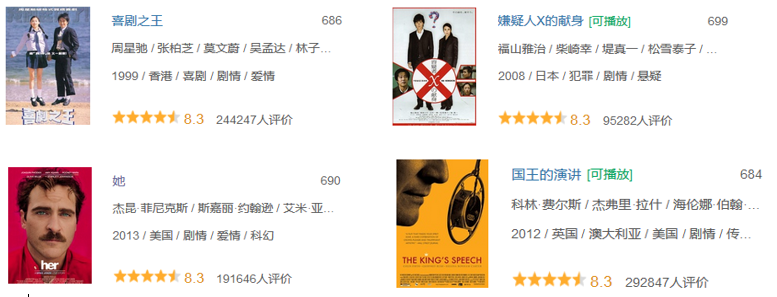 喜剧之王 686
周星驰 / 张柏芝 / 莫文蔚 / 吴孟达 / 林子…
1999 / 香港 / 喜剧 / 剧情 / 爱情
8.3 244247人评价
喜剧之王
嫌疑人X的献身 [可播放] 699
福山雅治 / 柴崎幸 / 堤真一 / 松雪泰子 / …
2008 / 日本 / 犯罪 / 剧情 / 悬疑
8.3 95282人评价
她 690
杰昆·菲尼克斯 / 斯嘉丽·约翰逊 / 艾米·亚…
2013 / 美国 / 剧情 / 爱情 / 科幻
8.3 191646人评价
her
国王的演讲 [可播放] 684
科林·费尔斯 / 杰弗里·拉什 / 海伦娜·伯翰·…
2012 / 英国 / 澳大利亚 / 美国 / 剧情 / 传…
8.3 292847人评价
THE KING'S SPEECH